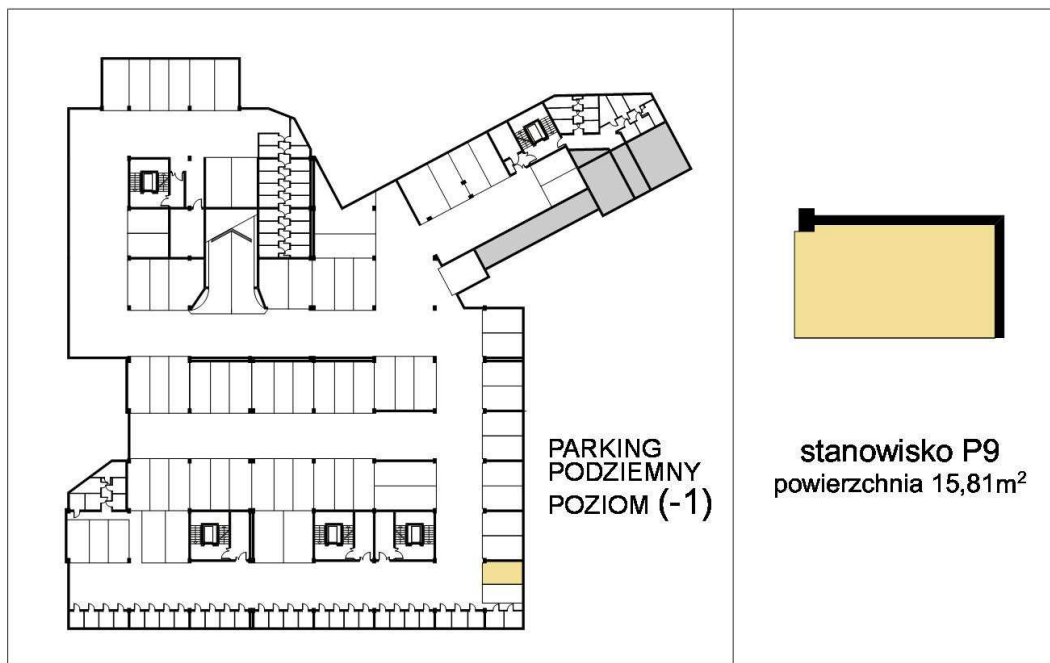 PARKING
PODZIEMNY
POZIOM (-1)
stanowisko P9
powierzchnia 15,81m²